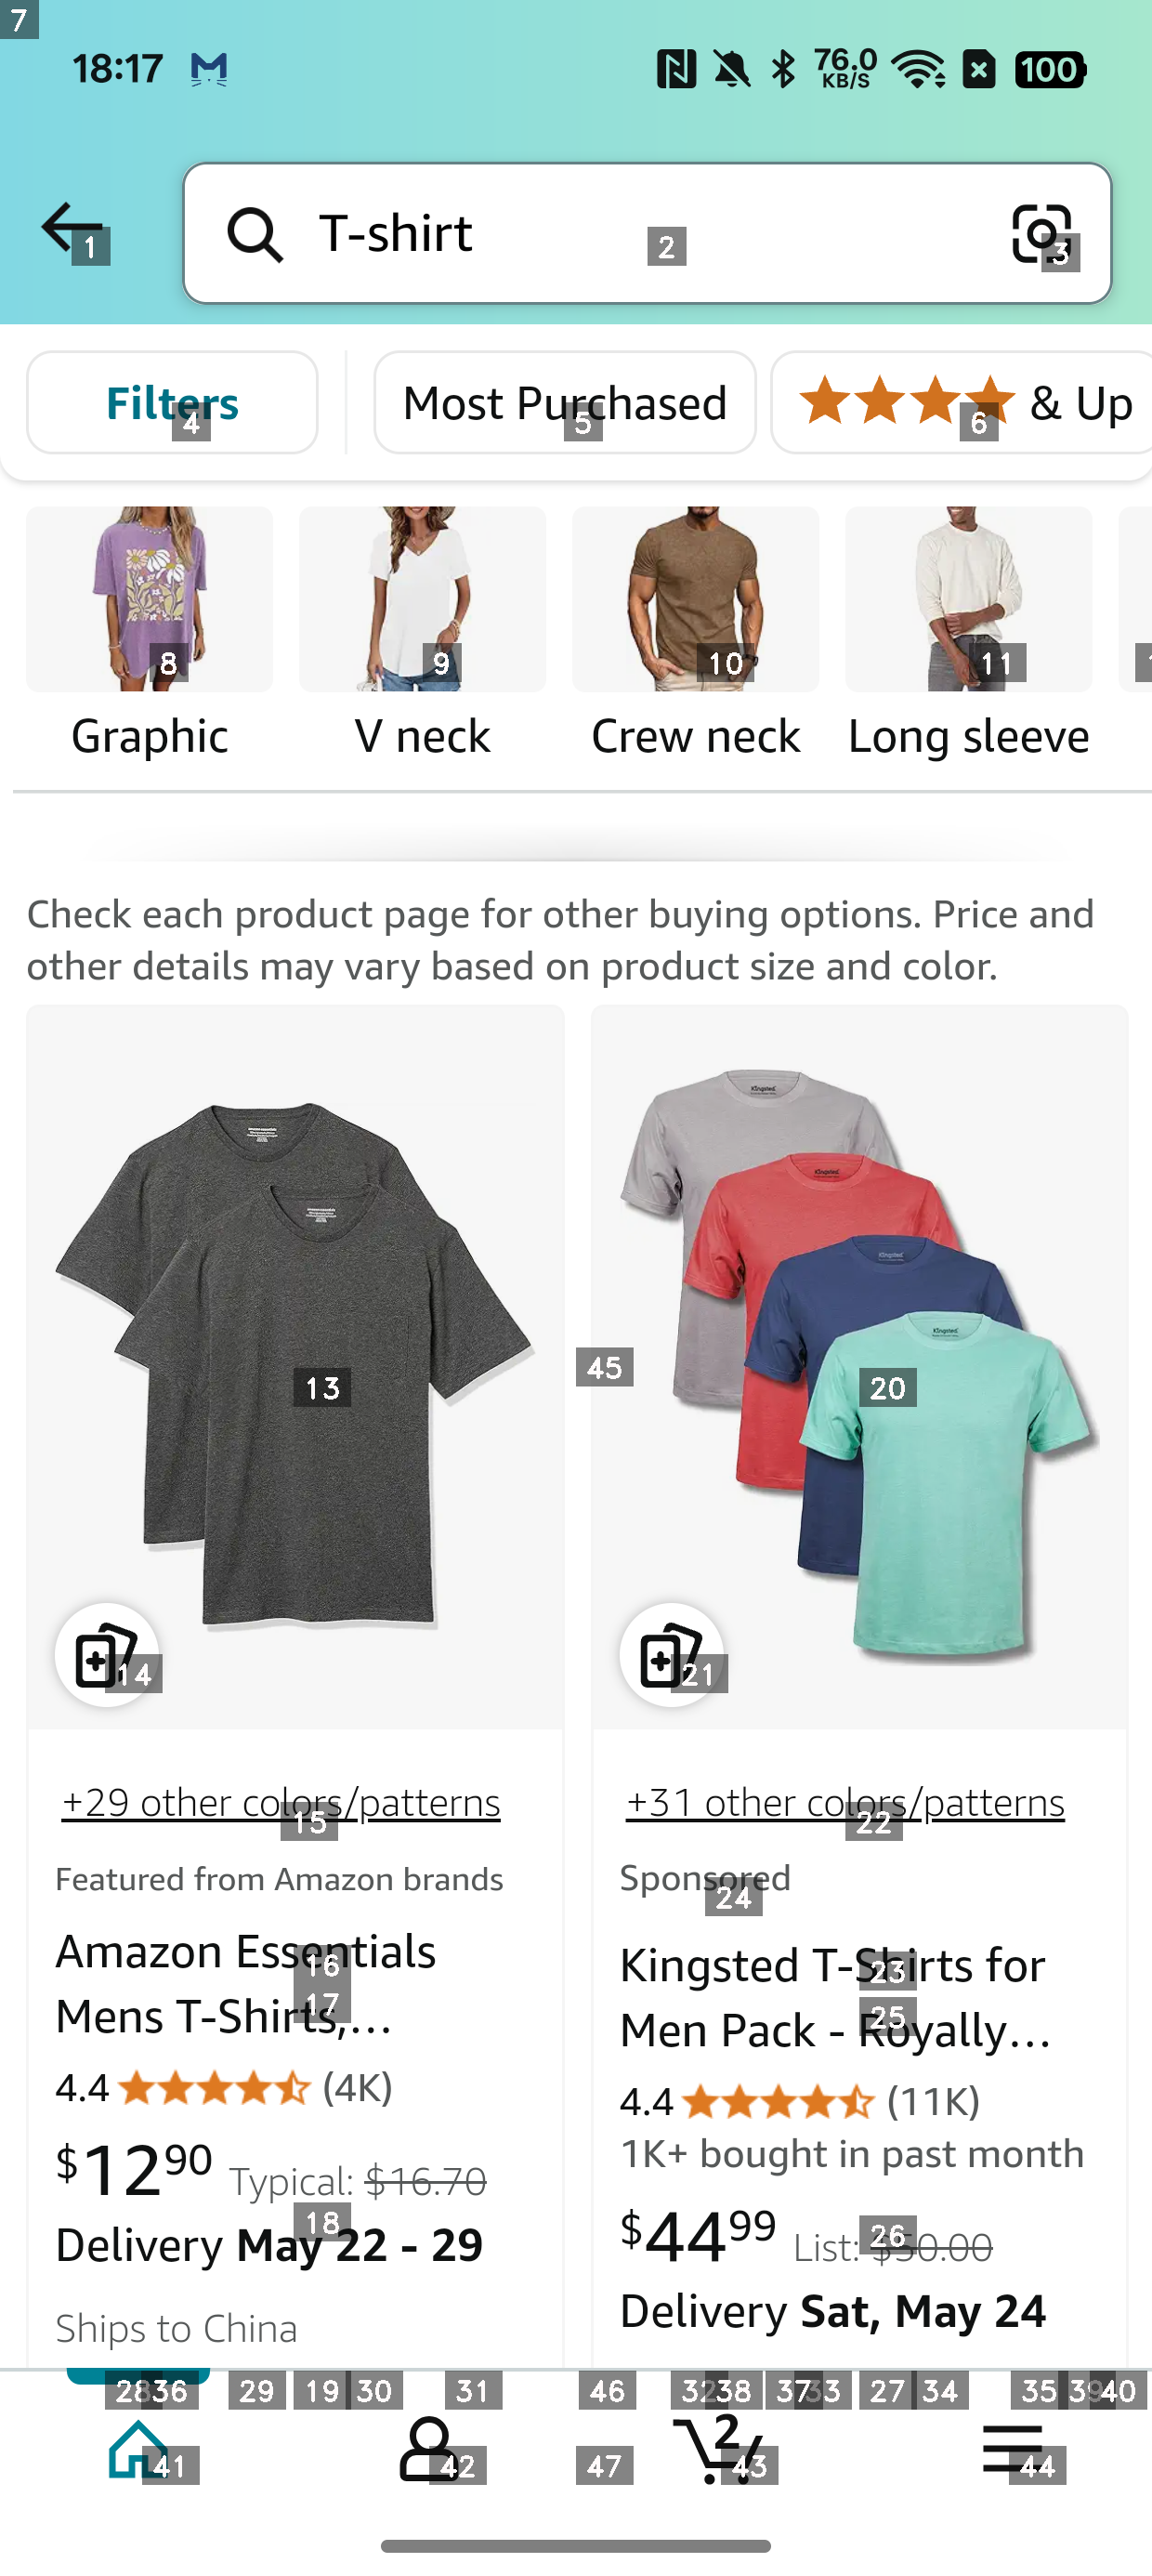 7
18:17
76.0
KB/S
100
T-shirt
1
2
3
Filters
Most Purchased
& Up
4
5
6
8
9
10
11
Graphic
V neck
Crew neck
Long sleeve
Check each product page for other buying options. Price and
other details may vary based on product size and color.
13
45
20
14
21
+29 other colors/patterns
15
Featured from Amazon brands
Amazon Essentials
16
Mens T-Shirts,...
17
4.4 (4K)
$12 90 Typical: $16.70
18
Delivery May 22 - 29
Ships to China
+31 other colors/patterns
22
Sponsored
24
Kingsted T-Shirts for
23
Men Pack - Royally...
25
4.4 (11K)
1K+ bought in past month
$44 99 List: $50.00
26
Delivery Sat, May 24
28 36 29 19 30 31 46 32 38 37 33 27 34 35 39 40
2
41 42 47 43 44